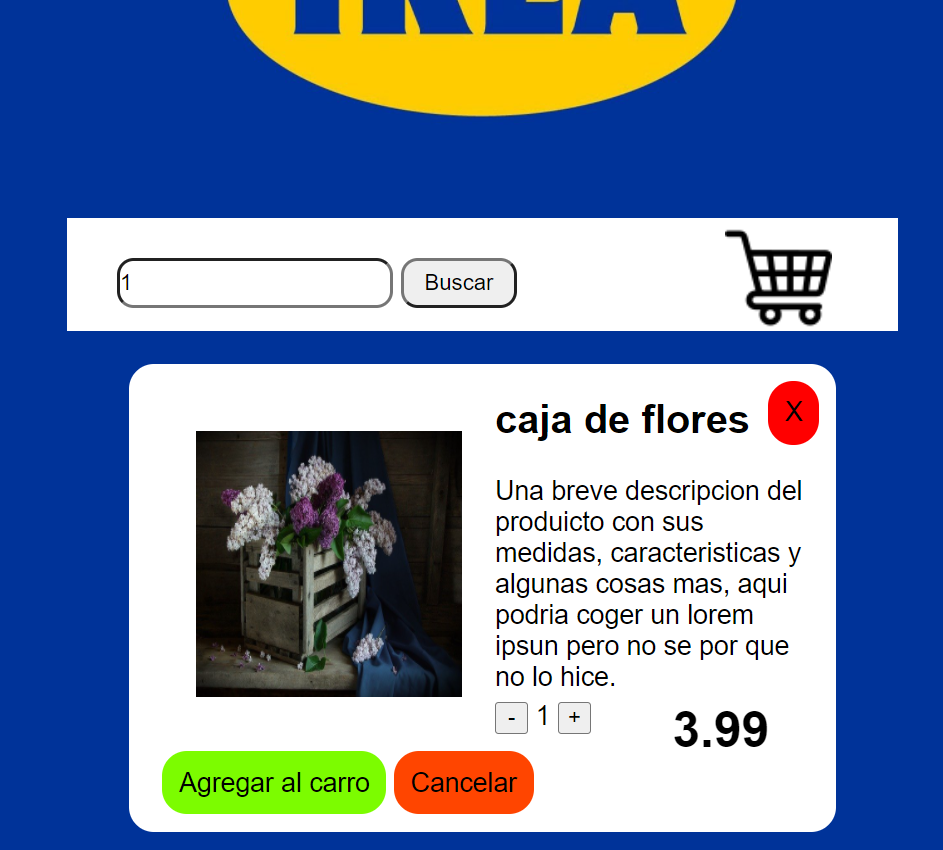 IKEA
1
Buscar
caja de flores
X
Una breve descripcion del
produicto con sus
medidas, caracteristicas y
algunas cosas mas, aqui
podria coger un lorem
ipsun pero no se por que
no lo hice.
- 1 +
3.99
Agregar al carro
Cancelar